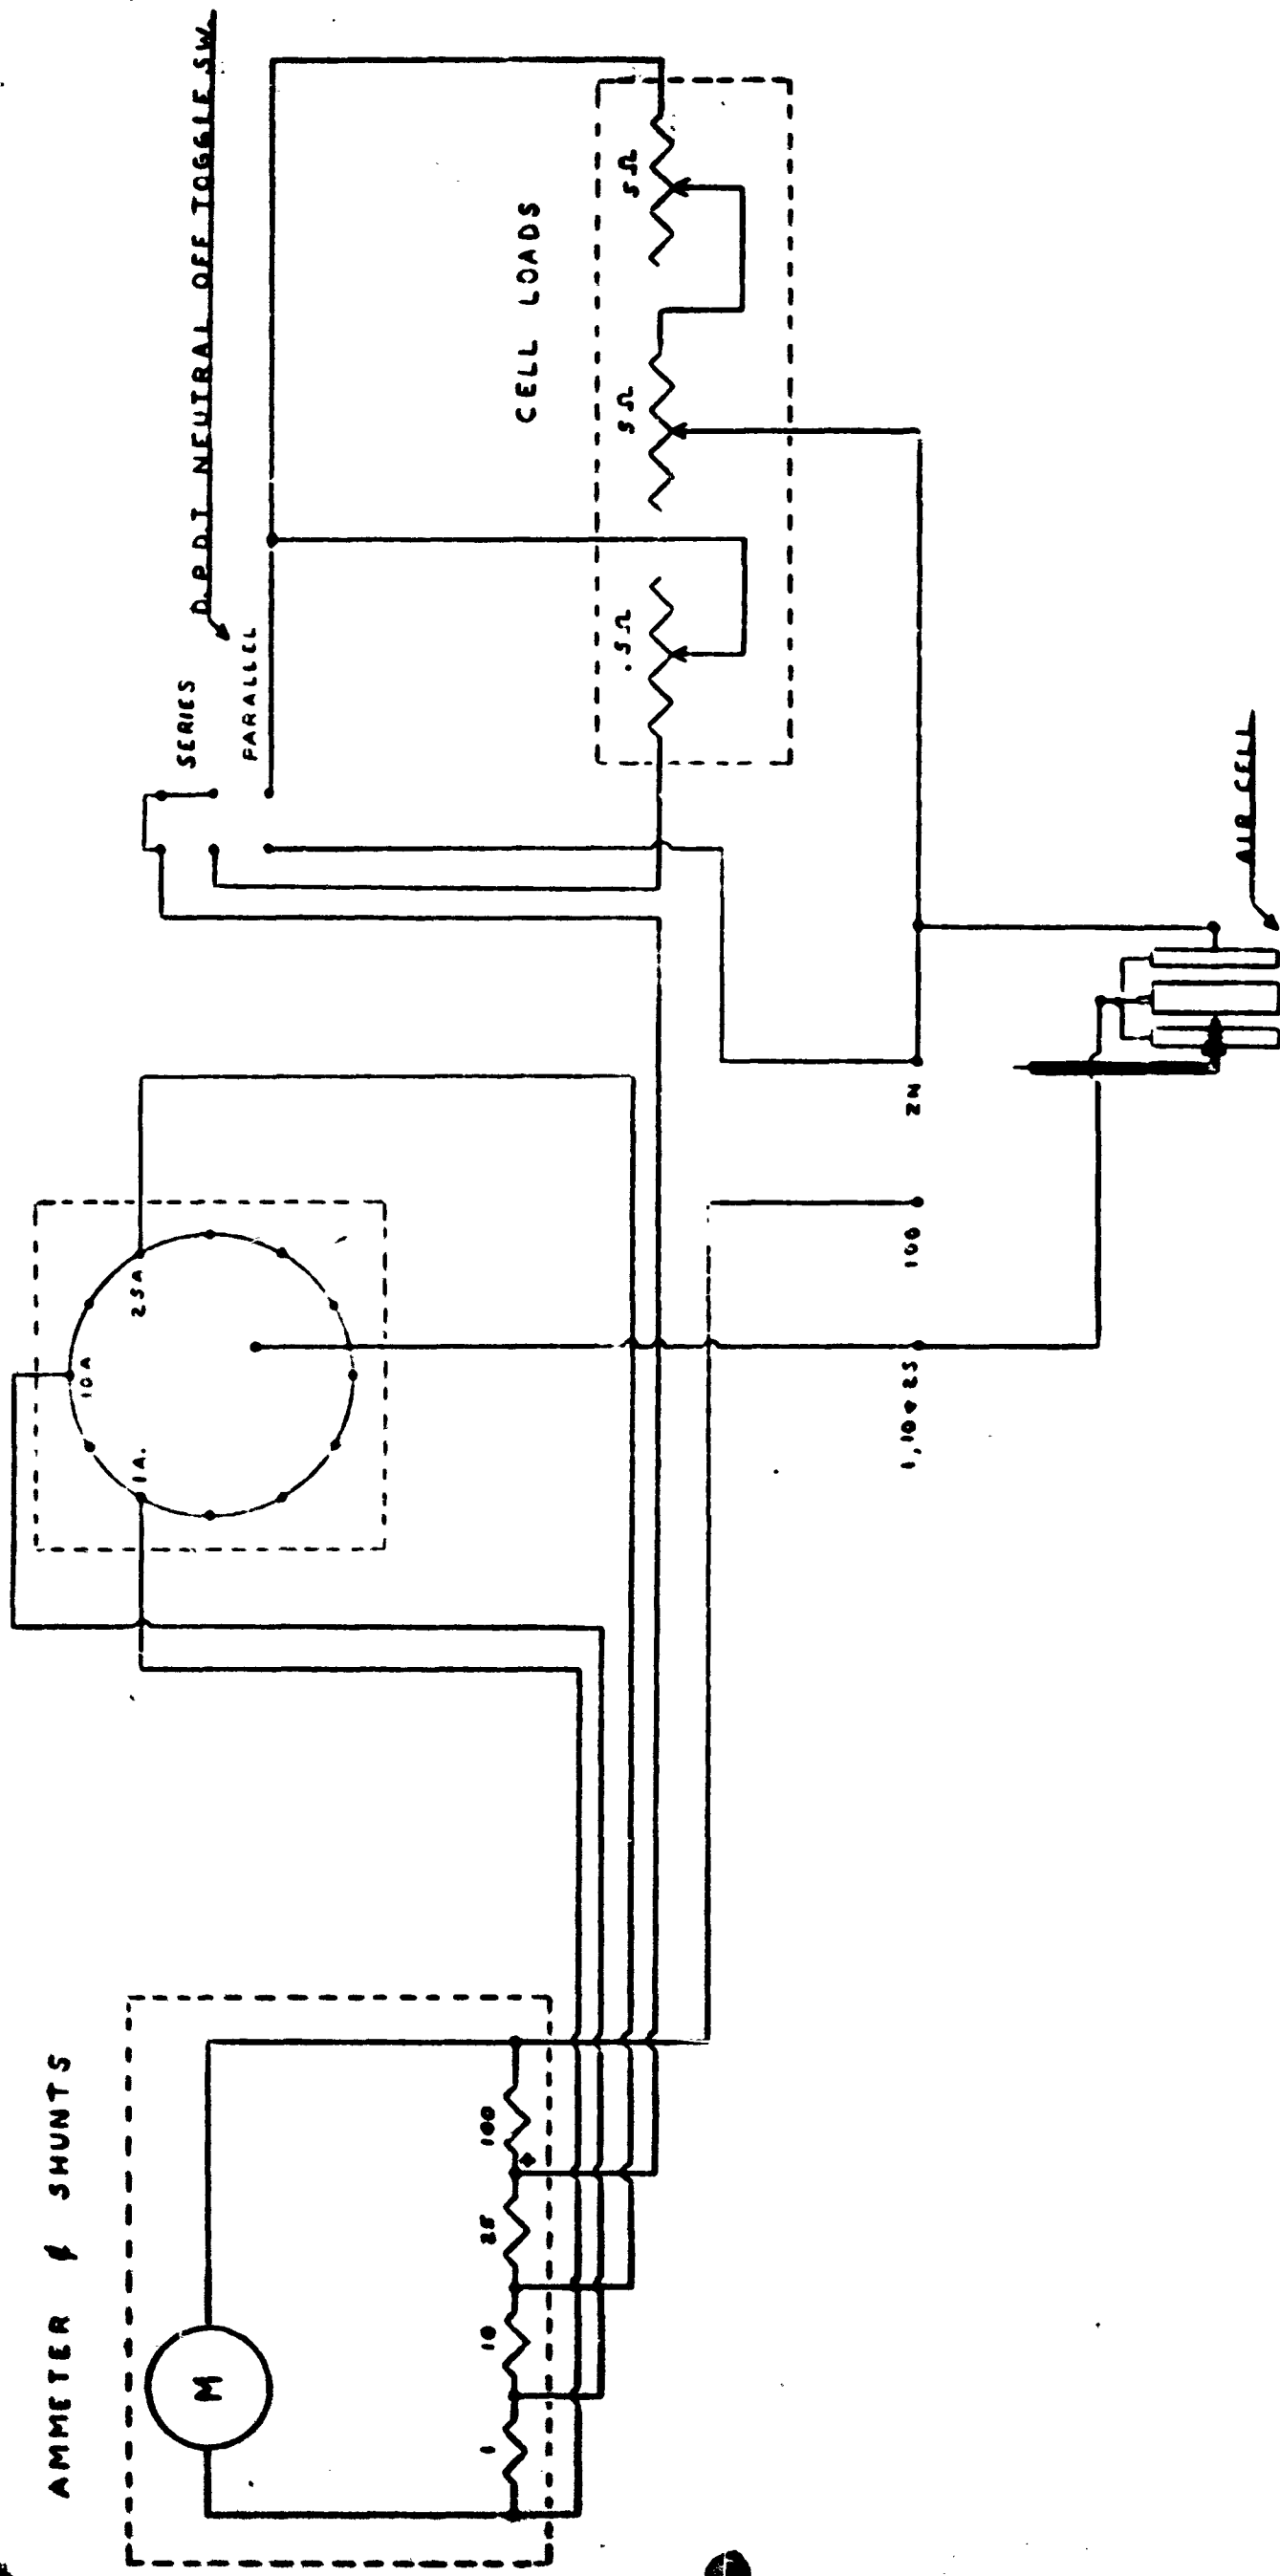 AMMETER & SHUNTS
M
1
10
25
100
1A.
10A
25A
1,10 & 25
100
ZN
SERIES
PARALLEL
D.P.D.T. NEUTRAL OFF TOGGLE SW.
CELL LOADS
.5Ω
5Ω
5Ω
AIR CELL